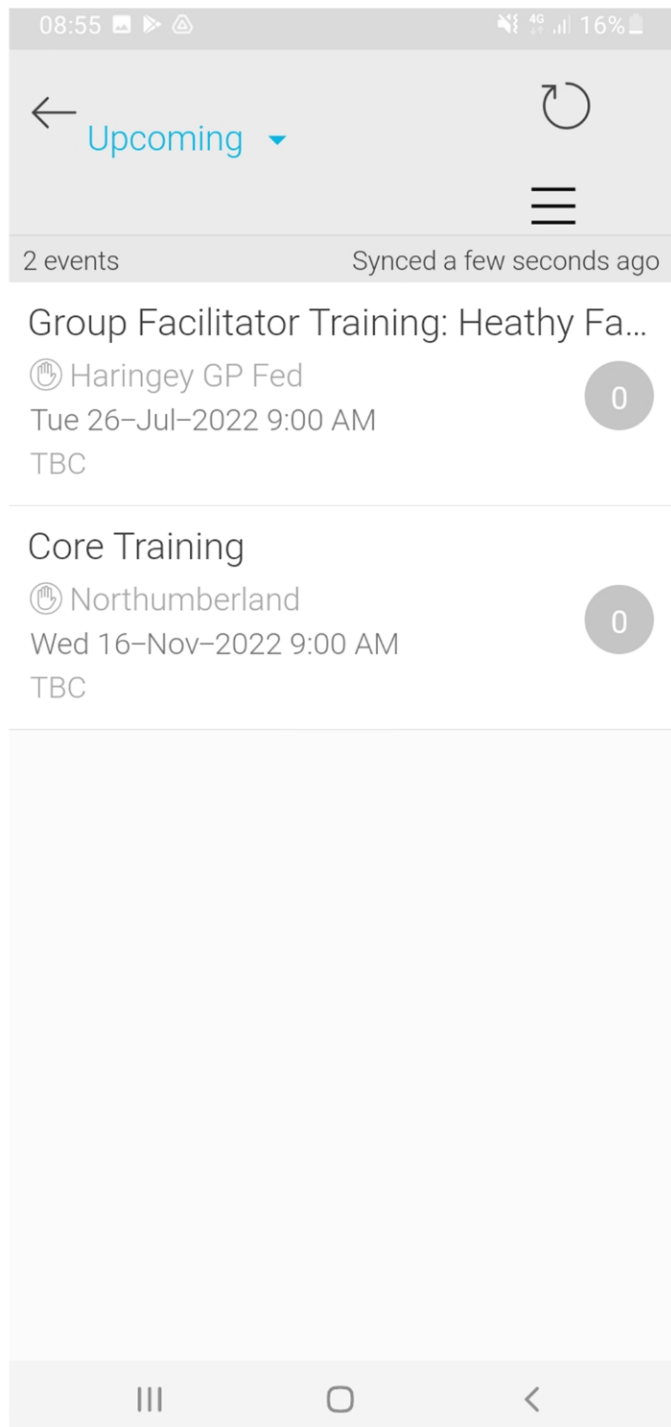 08:55
4G
16%
Upcoming
2 events Synced a few seconds ago
Group Facilitator Training: Heathy Fa...
Haringey GP Fed
0
Tue 26-Jul-2022 9:00 AM
TBC
Core Training
Northumberland
0
Wed 16-Nov-2022 9:00 AM
TBC